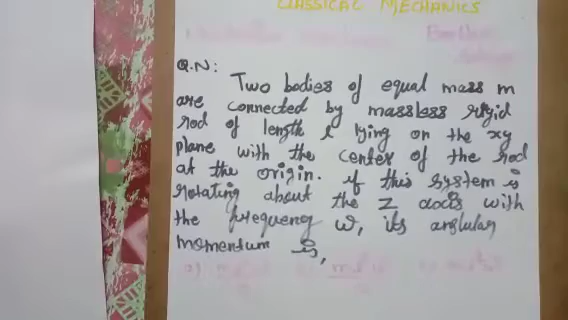 CLASSICAL MECHANICS
Q.N:
Two bodies of equal mass m
are connected by massless rigid
rod of length l lying on the xy
plane with the center of the rod
at the origin. if this system is
rotating about the z axis with
the frequency ω, its anglular
momentum is,